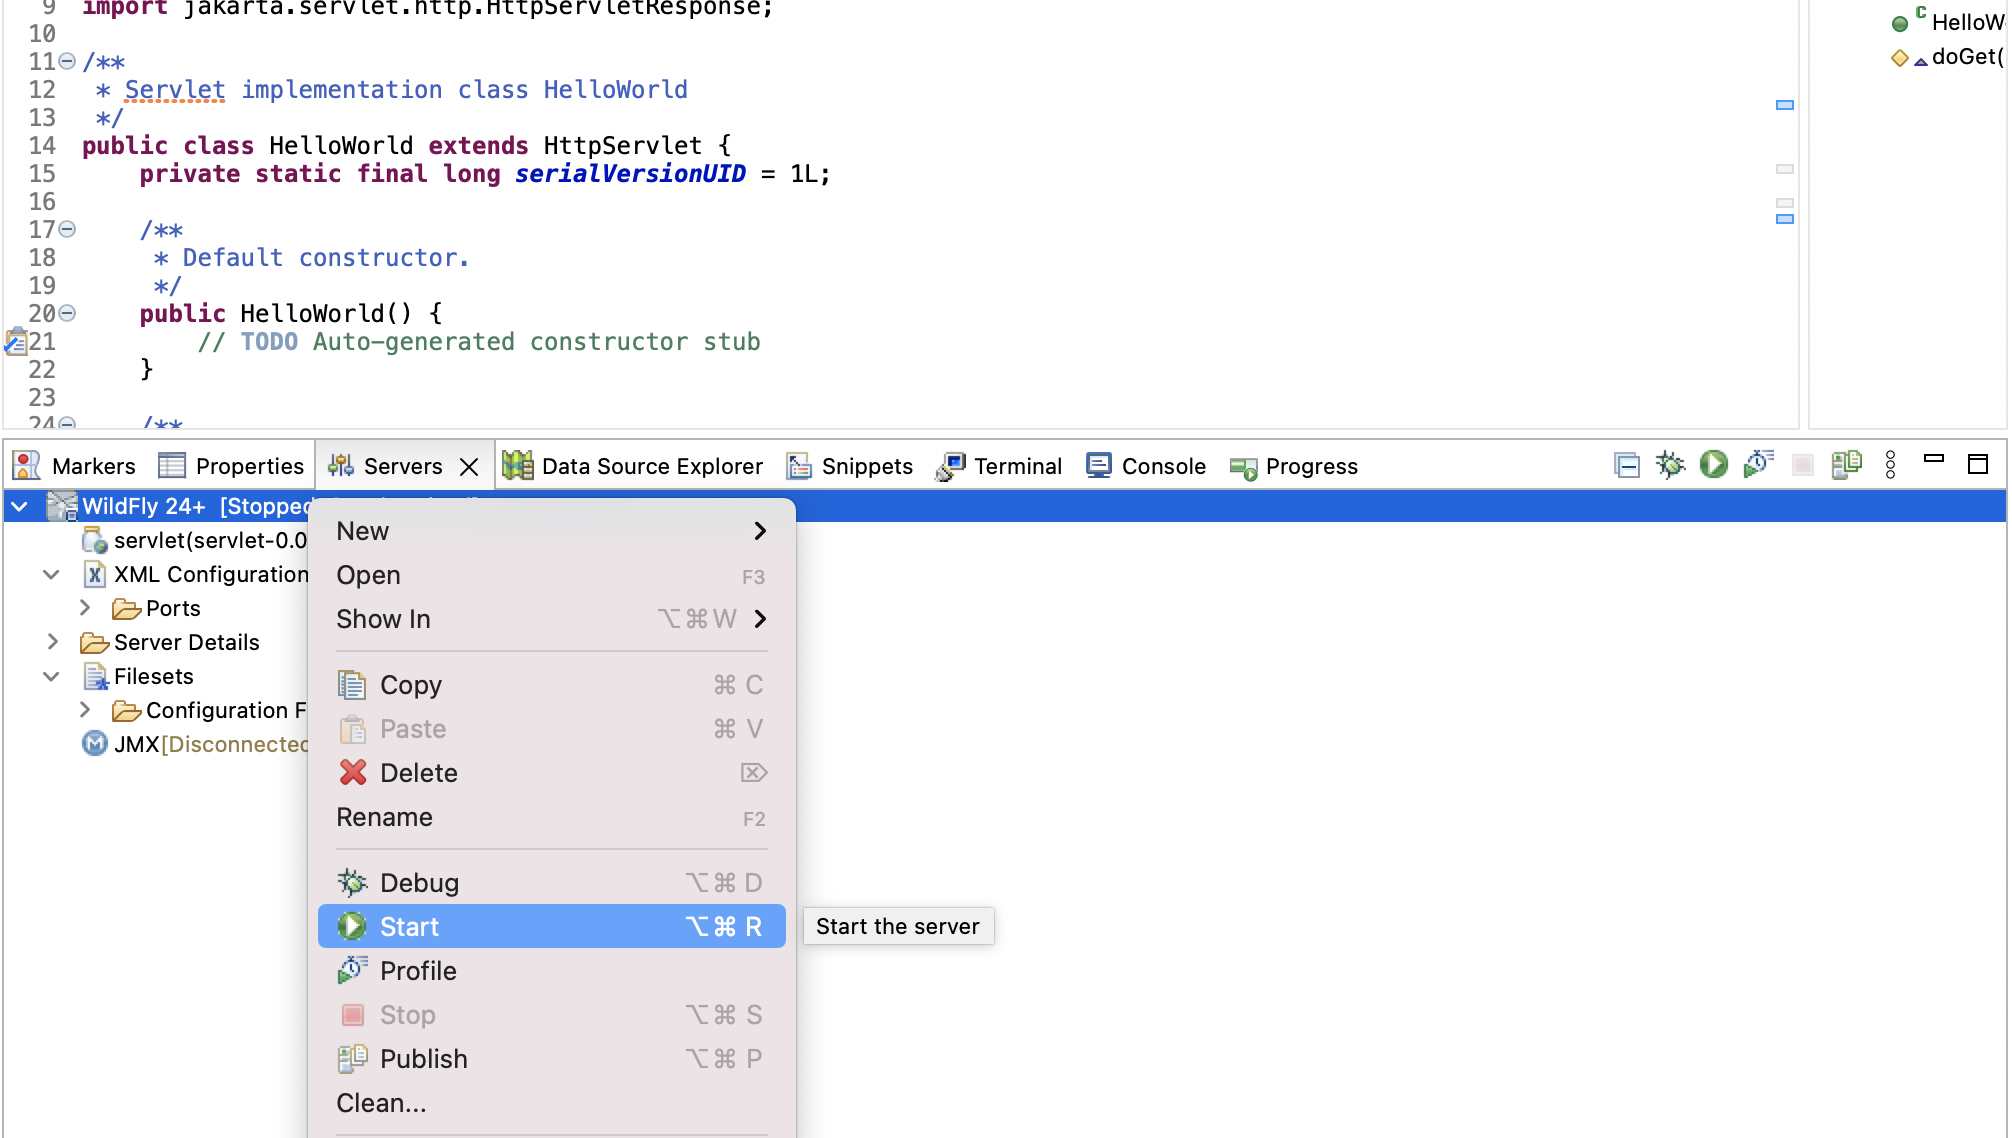 9 import jakarta.servlet.http.HttpServletResponse;
10
11 /**
12 * Servlet implementation class HelloWorld
13 */
14 public class HelloWorld extends HttpServlet {
15 private static final long serialVersionUID = 1L;
16
17 /**
18 * Default constructor.
19 */
20 public HelloWorld() {
21 // TODO Auto-generated constructor stub
22 }
23
24 /**
C HelloW
doGet(
Markers Properties Servers Data Source Explorer Snippets Terminal Console Progress
WildFly 24+ [Stopped
servlet(servlet-0.0
XML Configuration
Ports
Server Details
Filesets
Configuration F
JMX[Disconnected
New
Open F3
Show In ⌥⌘W
Copy ⌘ C
Paste ⌘ V
Delete ⌦
Rename F2
Debug ⌥⌘ D
Start ⌥⌘ R
Start the server
Profile
Stop ⌥⌘ S
Publish ⌥⌘ P
Clean...